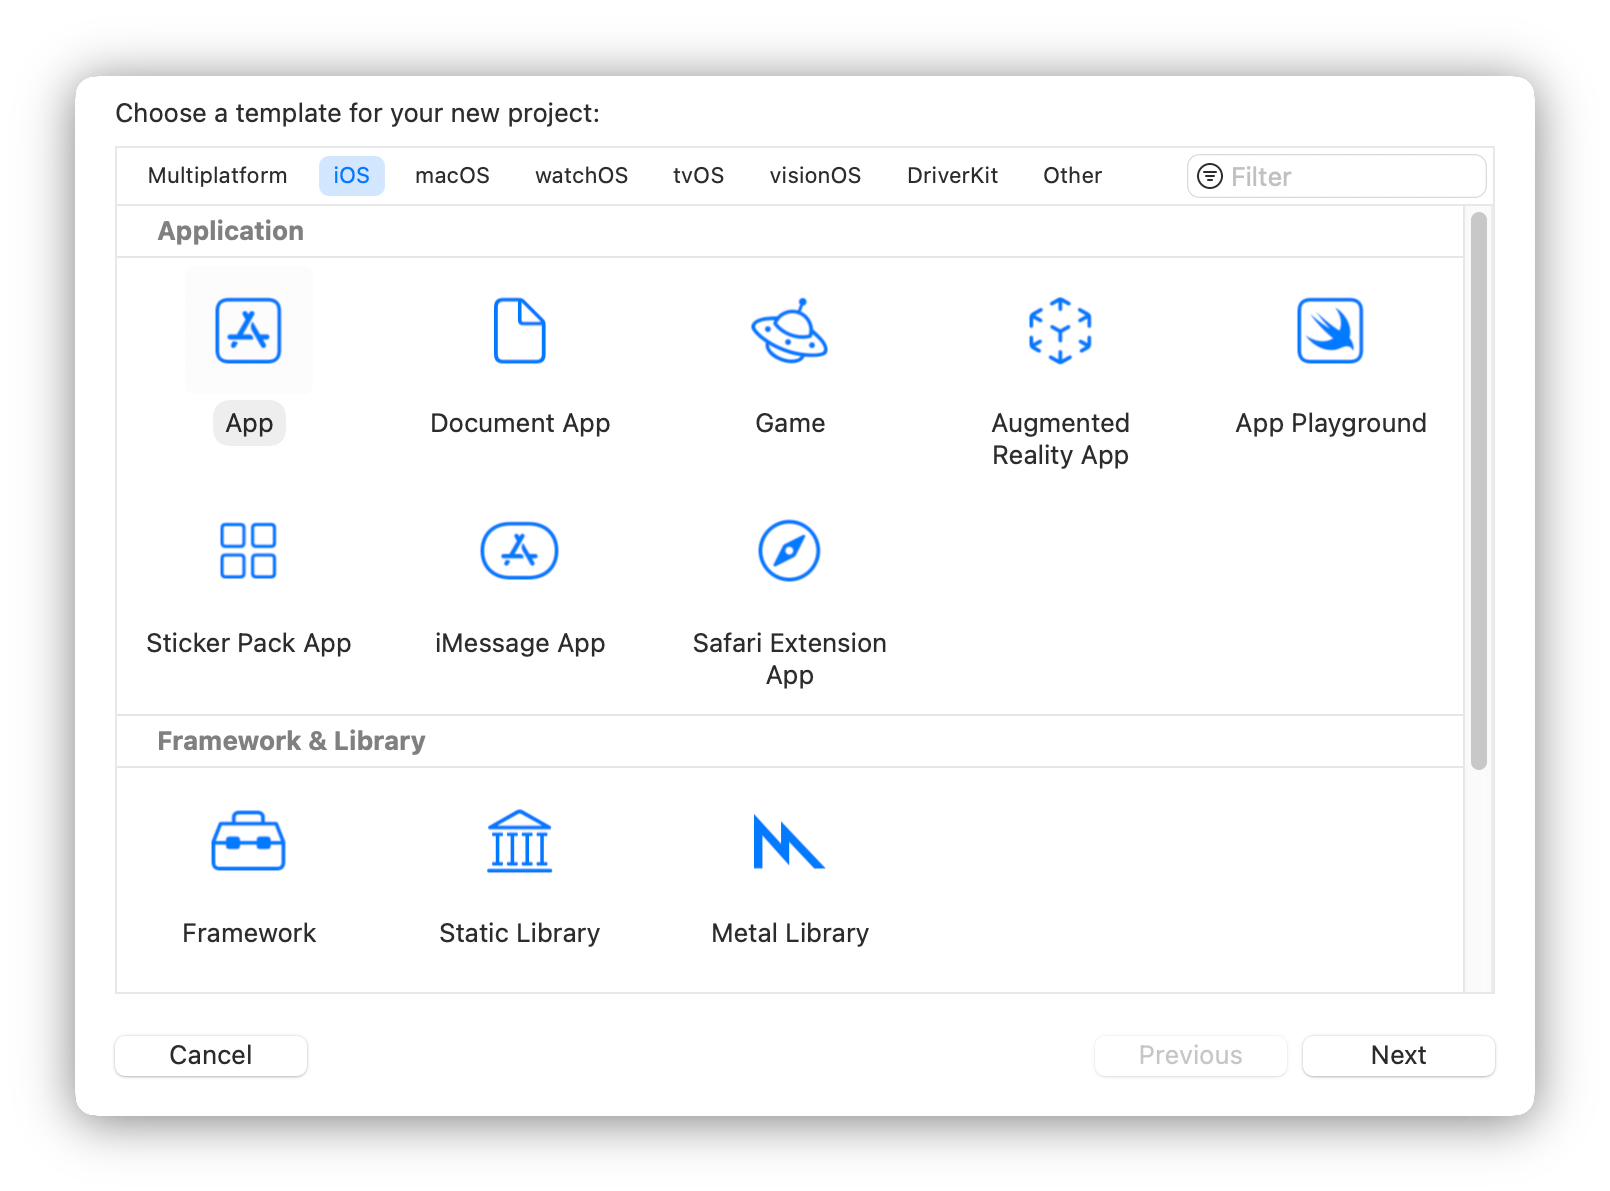 Choose a template for your new project:
Multiplatform iOS macOS watchOS tvOS visionOS DriverKit Other Filter
Application
App Document App Game Augmented Reality App App Playground
Sticker Pack App iMessage App Safari Extension App
Framework & Library
Framework Static Library Metal Library
Cancel Previous Next